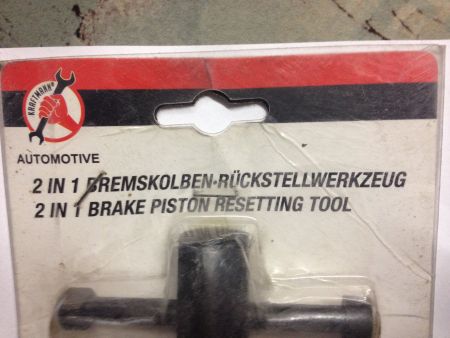 KRAFTMANN®
AUTOMOTIVE
2 IN 1 BREMSKOLBEN-RÜCKSTELLWERKZEUG
2 IN 1 BRAKE PISTON RESETTING TOOL